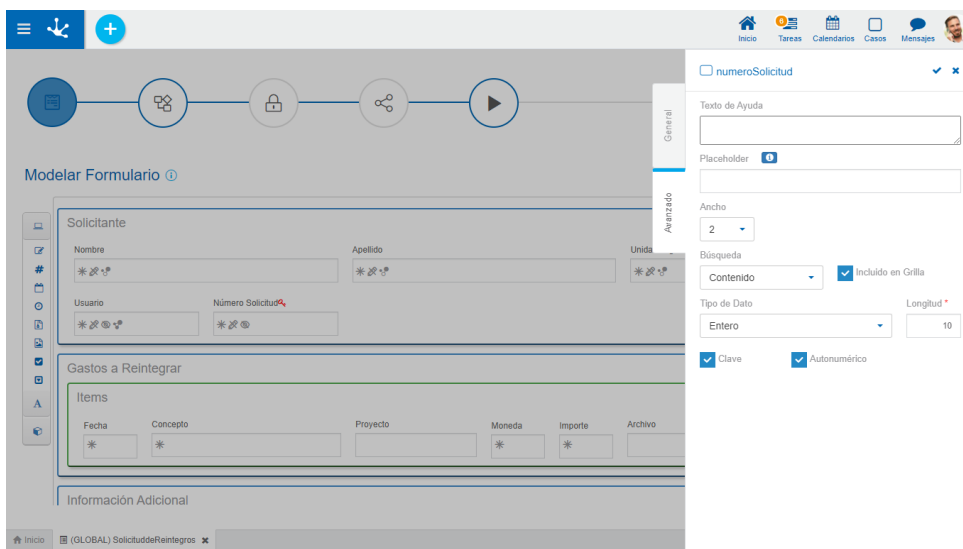 6
Inicio Tareas Calendarios Casos Mensajes
numeroSolicitud
General
Avanzado
Texto de Ayuda
Placeholder
Ancho
2
Búsqueda
Contenido
Incluido en Grilla
Tipo de Dato
Longitud *
Entero
10
Clave
Autonumérico
Modelar Formulario
Solicitante
Nombre Apellido
Usuario Número Solicitud
Gastos a Reintegrar
Items
Fecha Concepto Proyecto Moneda Importe Archivo
Información Adicional
Inicio (GLOBAL) SolicituddeReintegros